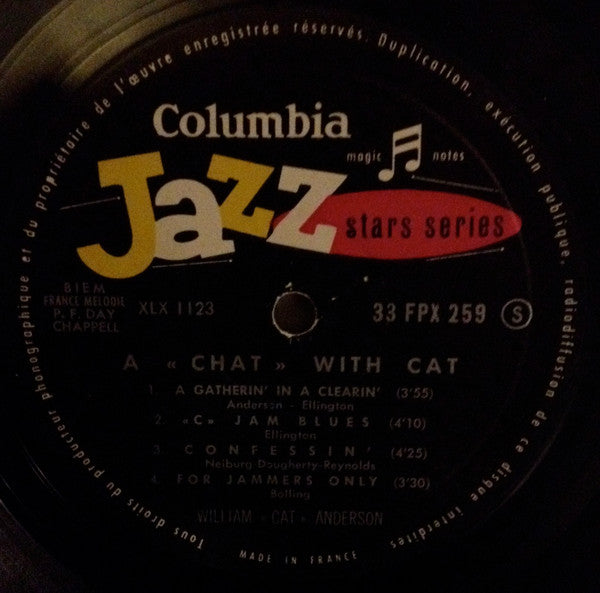 Tous droits du producteur phonographique et du propriétaire de l'œuvre enregistrée réservés. Duplication, exécution publique, radiodiffusion de ce disque interdites
Columbia
magic notes
Jazz
stars series
BIEM
FRANCE MELODIE
P. F. DAY
CHAPPELL
XLX 1123
33 FPX 259 S
A « CHAT » WITH CAT
1. A GATHERIN' IN A CLEARIN' (3'55)
Anderson - Ellington
2. «C» JAM BLUES (4'10)
Ellington
3. CONFESSIN' (4'25)
Neiburg-Dougherty-Reynolds
4. FOR JAMMERS ONLY (3'30)
Bolling
WILLIAM « CAT » ANDERSON
MADE IN FRANCE